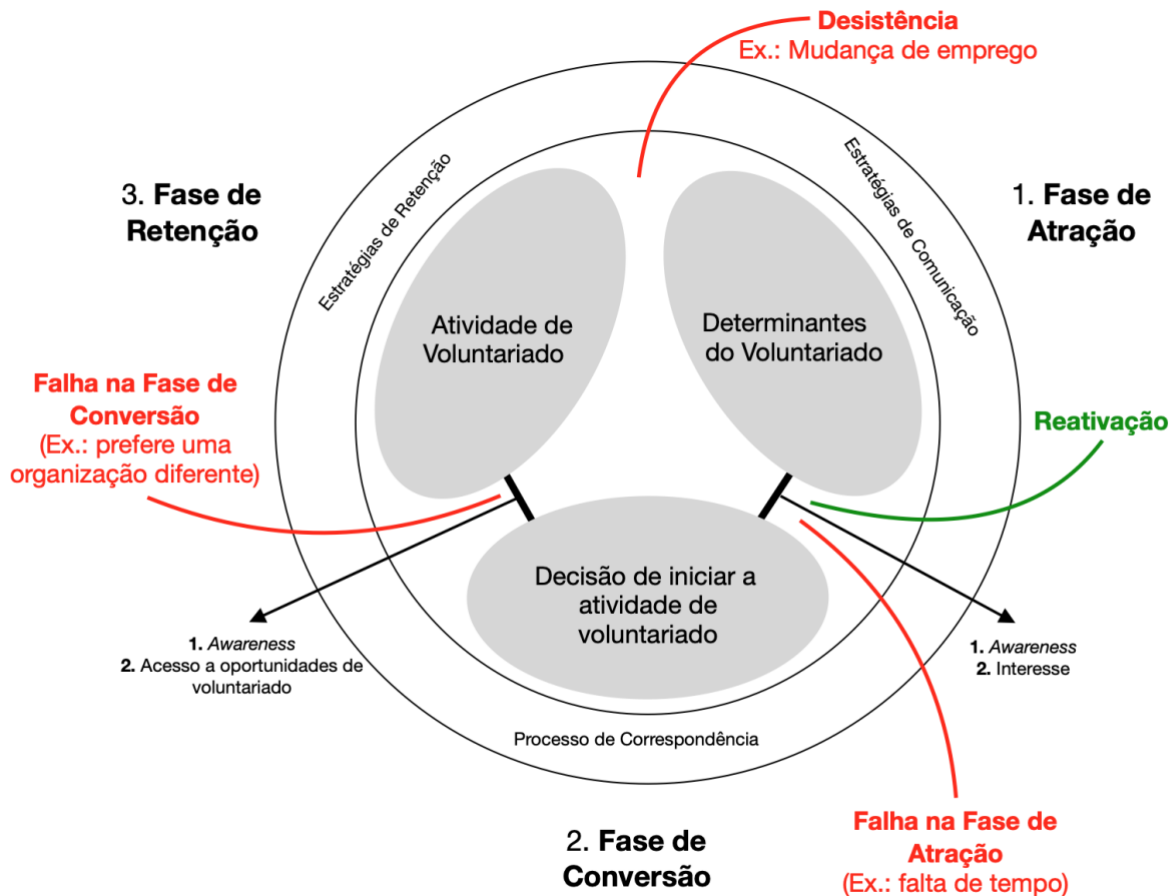 Desistência
Ex.: Mudança de emprego
3. Fase de
Retenção
Estratégias de Retenção
Estratégias de Comunicação
1. Fase de
Atração
Atividade de
Voluntariado
Determinantes
do Voluntariado
Falha na Fase de
Conversão
(Ex.: prefere uma
organização diferente)
Reativação
Decisão de iniciar a
atividade de
voluntariado
1. Awareness
2. Acesso a oportunidades de
voluntariado
1. Awareness
2. Interesse
Processo de Correspondência
2. Fase de
Conversão
Falha na Fase de
Atração
(Ex.: falta de tempo)